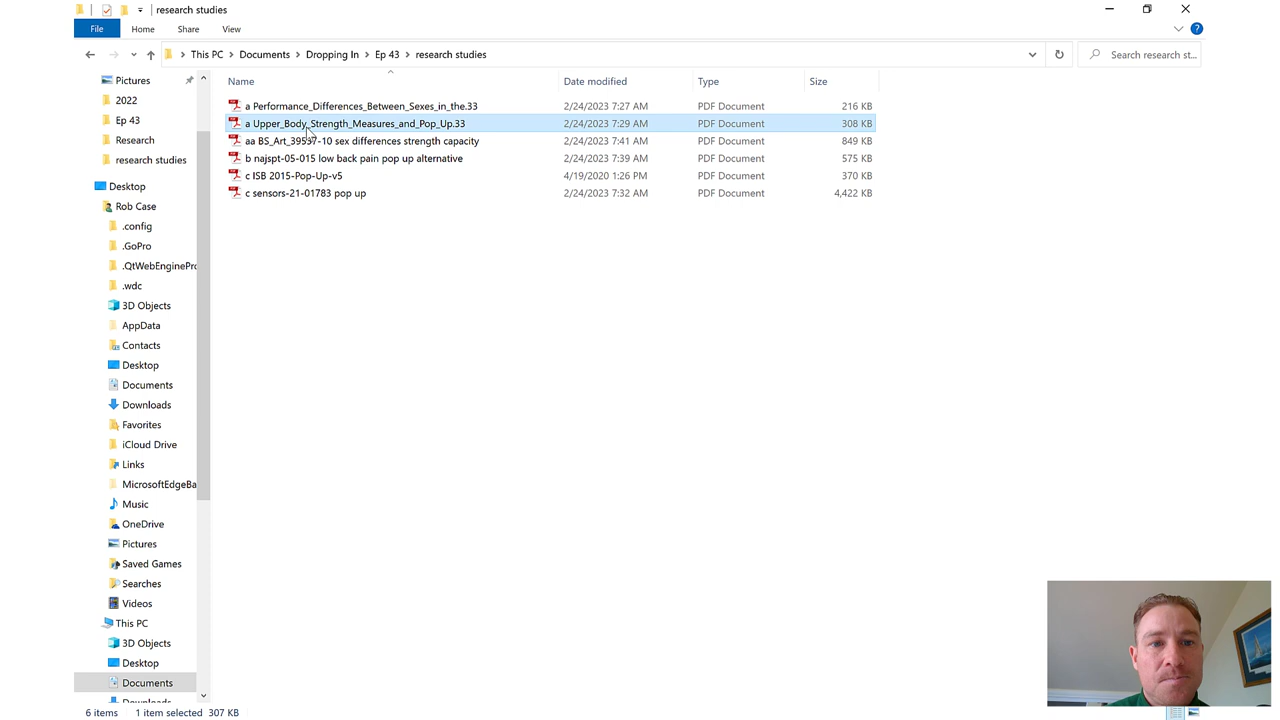 research studies
File Home Share View
This PC Documents Dropping In Ep 43 research studies
Search research st...
Name Date modified Type Size
a Performance_Differences_Between_Sexes_in_the.33 2/24/2023 7:27 AM PDF Document 216 KB
a Upper_Body_Strength_Measures_and_Pop_Up.33 2/24/2023 7:29 AM PDF Document 308 KB
aa BS_Art_39537-10 sex differences strength capacity 2/24/2023 7:41 AM PDF Document 849 KB
b najspt-05-015 low back pain pop up alternative 2/24/2023 7:39 AM PDF Document 575 KB
c ISB 2015-Pop-Up-v5 4/19/2020 1:26 PM PDF Document 370 KB
c sensors-21-01783 pop up 2/24/2023 7:32 AM PDF Document 4,422 KB
Pictures
2022
Ep 43
Research
research studies
Desktop
Rob Case
.config
.GoPro
.QtWebEnginePro
.wdc
3D Objects
AppData
Contacts
Desktop
Documents
Downloads
Favorites
iCloud Drive
Links
MicrosoftEdgeBa
Music
OneDrive
Pictures
Saved Games
Searches
Videos
This PC
3D Objects
Desktop
Documents
Downloads
6 items 1 item selected 307 KB